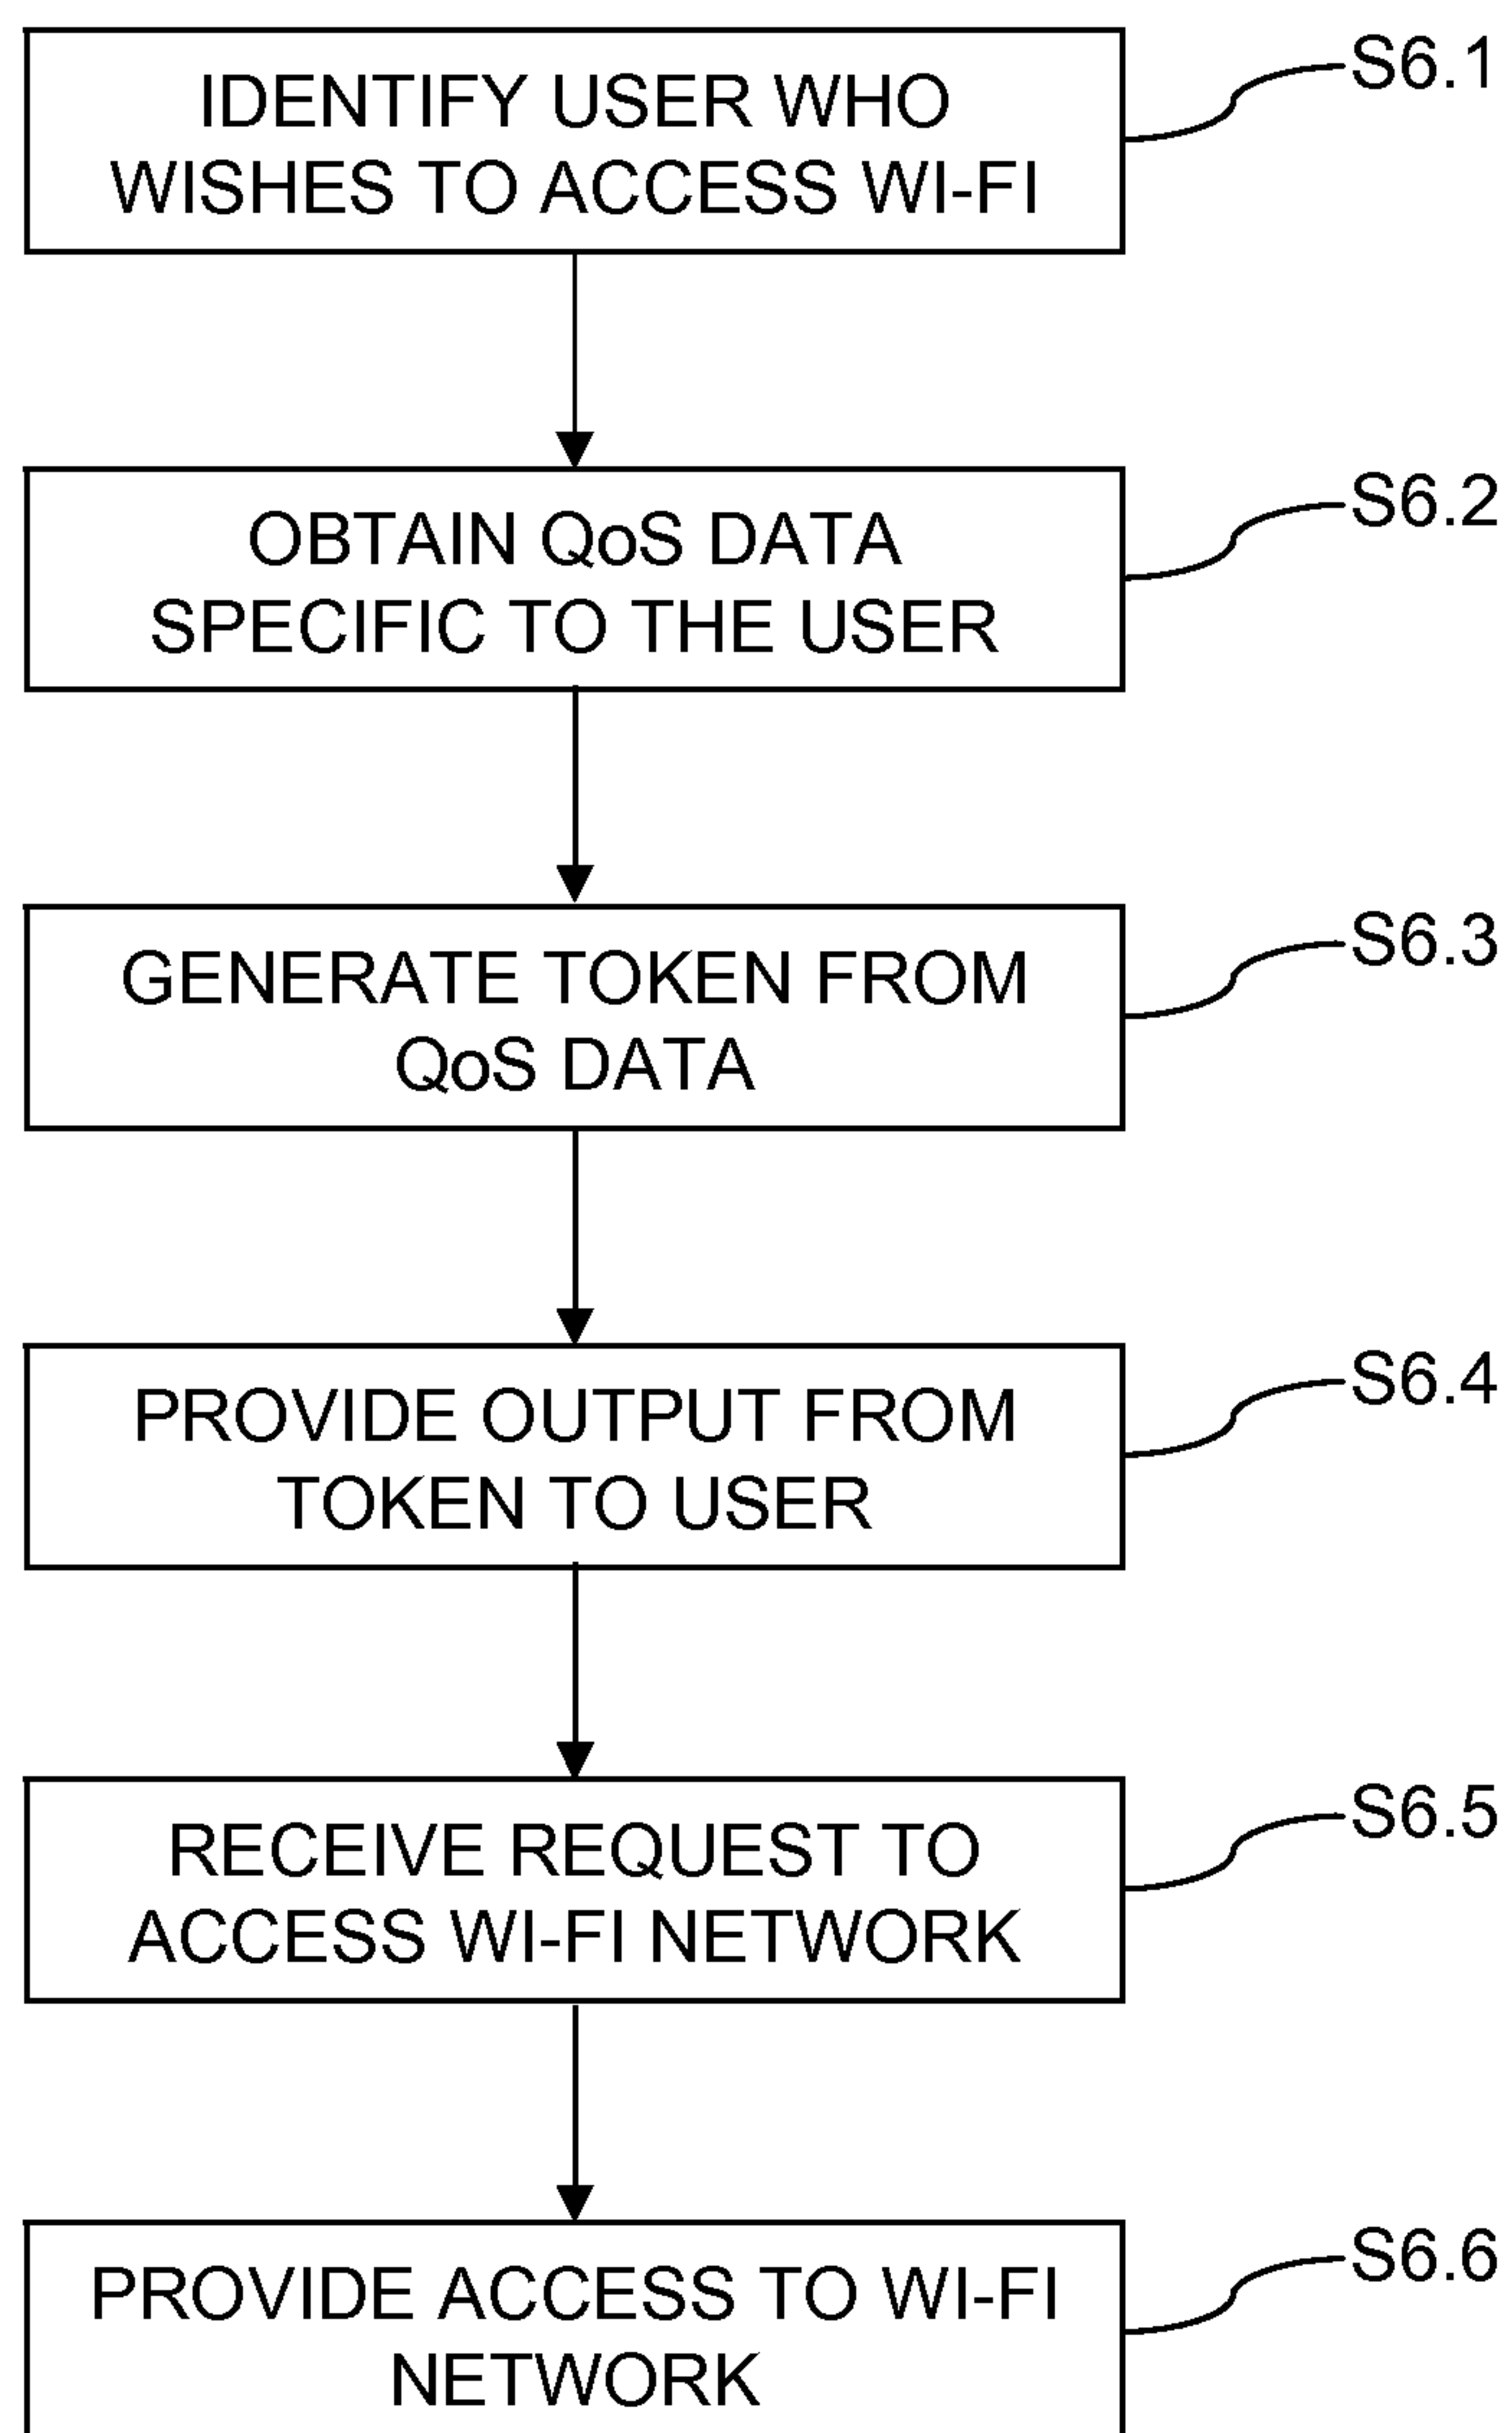 IDENTIFY USER WHO
WISHES TO ACCESS WI-FI
S6.1
OBTAIN QoS DATA
SPECIFIC TO THE USER
S6.2
GENERATE TOKEN FROM
QoS DATA
S6.3
PROVIDE OUTPUT FROM
TOKEN TO USER
S6.4
RECEIVE REQUEST TO
ACCESS WI-FI NETWORK
S6.5
PROVIDE ACCESS TO WI-FI
NETWORK
S6.6